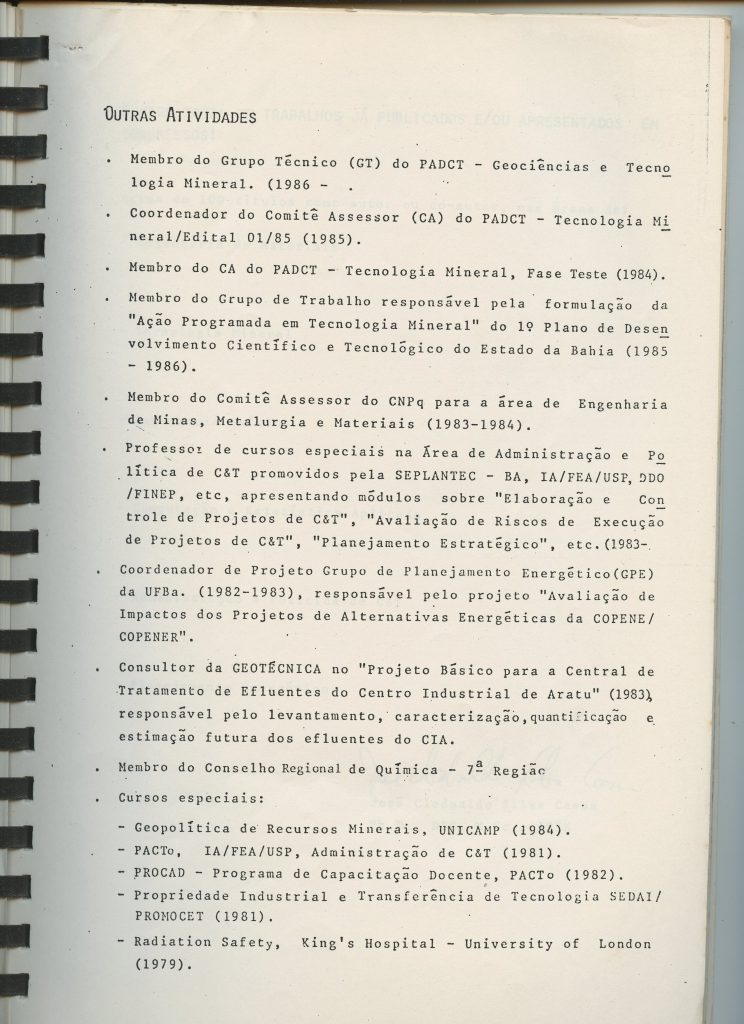 OUTRAS ATIVIDADES
. Membro do Grupo Técnico (GT) do PADCT - Geociências e Tecno
logia Mineral. (1986 -  .
. Coordenador do Comitê Assessor (CA) do PADCT - Tecnologia Mi
neral/Edital 01/85 (1985).
. Membro do CA do PADCT - Tecnologia Mineral, Fase Teste (1984).
. Membro do Grupo de Trabalho responsável pela formulação da
"Ação Programada em Tecnologia Mineral" do 1º Plano de Desen
volvimento Científico e Tecnológico do Estado da Bahia (1985
- 1986).
. Membro do Comitê Assessor do CNPq para a área de Engenharia
de Minas, Metalurgia e Materiais (1983-1984).
. Professor de cursos especiais na Área de Administração e Po
lítica de C&T promovidos pela SEPLANTEC - BA, IA/FEA/USP, DDO
/FINEP, etc, apresentando módulos sobre "Elaboração e Con
trole de Projetos de C&T", "Avaliação de Riscos de Execução
de Projetos de C&T", "Planejamento Estratégico", etc.(1983-
. Coordenador de Projeto Grupo de Planejamento Energético(GPE)
da UFBa. (1982-1983), responsável pelo projeto "Avaliação de
Impactos dos Projetos de Alternativas Energéticas da COPENE/
COPENER".
. Consultor da GEOTÉCNICA no "Projeto Básico para a Central de
Tratamento de Efluentes do Centro Industrial de Aratu" (1983),
responsável pelo levantamento, caracterização,quantificação e
estimação futura dos efluentes do CIA.
. Membro do Conselho Regional de Química - 7ª Região
. Cursos especiais:
- Geopolítica de Recursos Minerais, UNICAMP (1984).
- PACTo, IA/FEA/USP, Administração de C&T (1981).
- PROCAD - Programa de Capacitação Docente, PACTo (1982).
- Propriedade Industrial e Transferência de Tecnologia SEDAI/
PROMOCET (1981).
- Radiation Safety, King's Hospital - University of London
(1979).